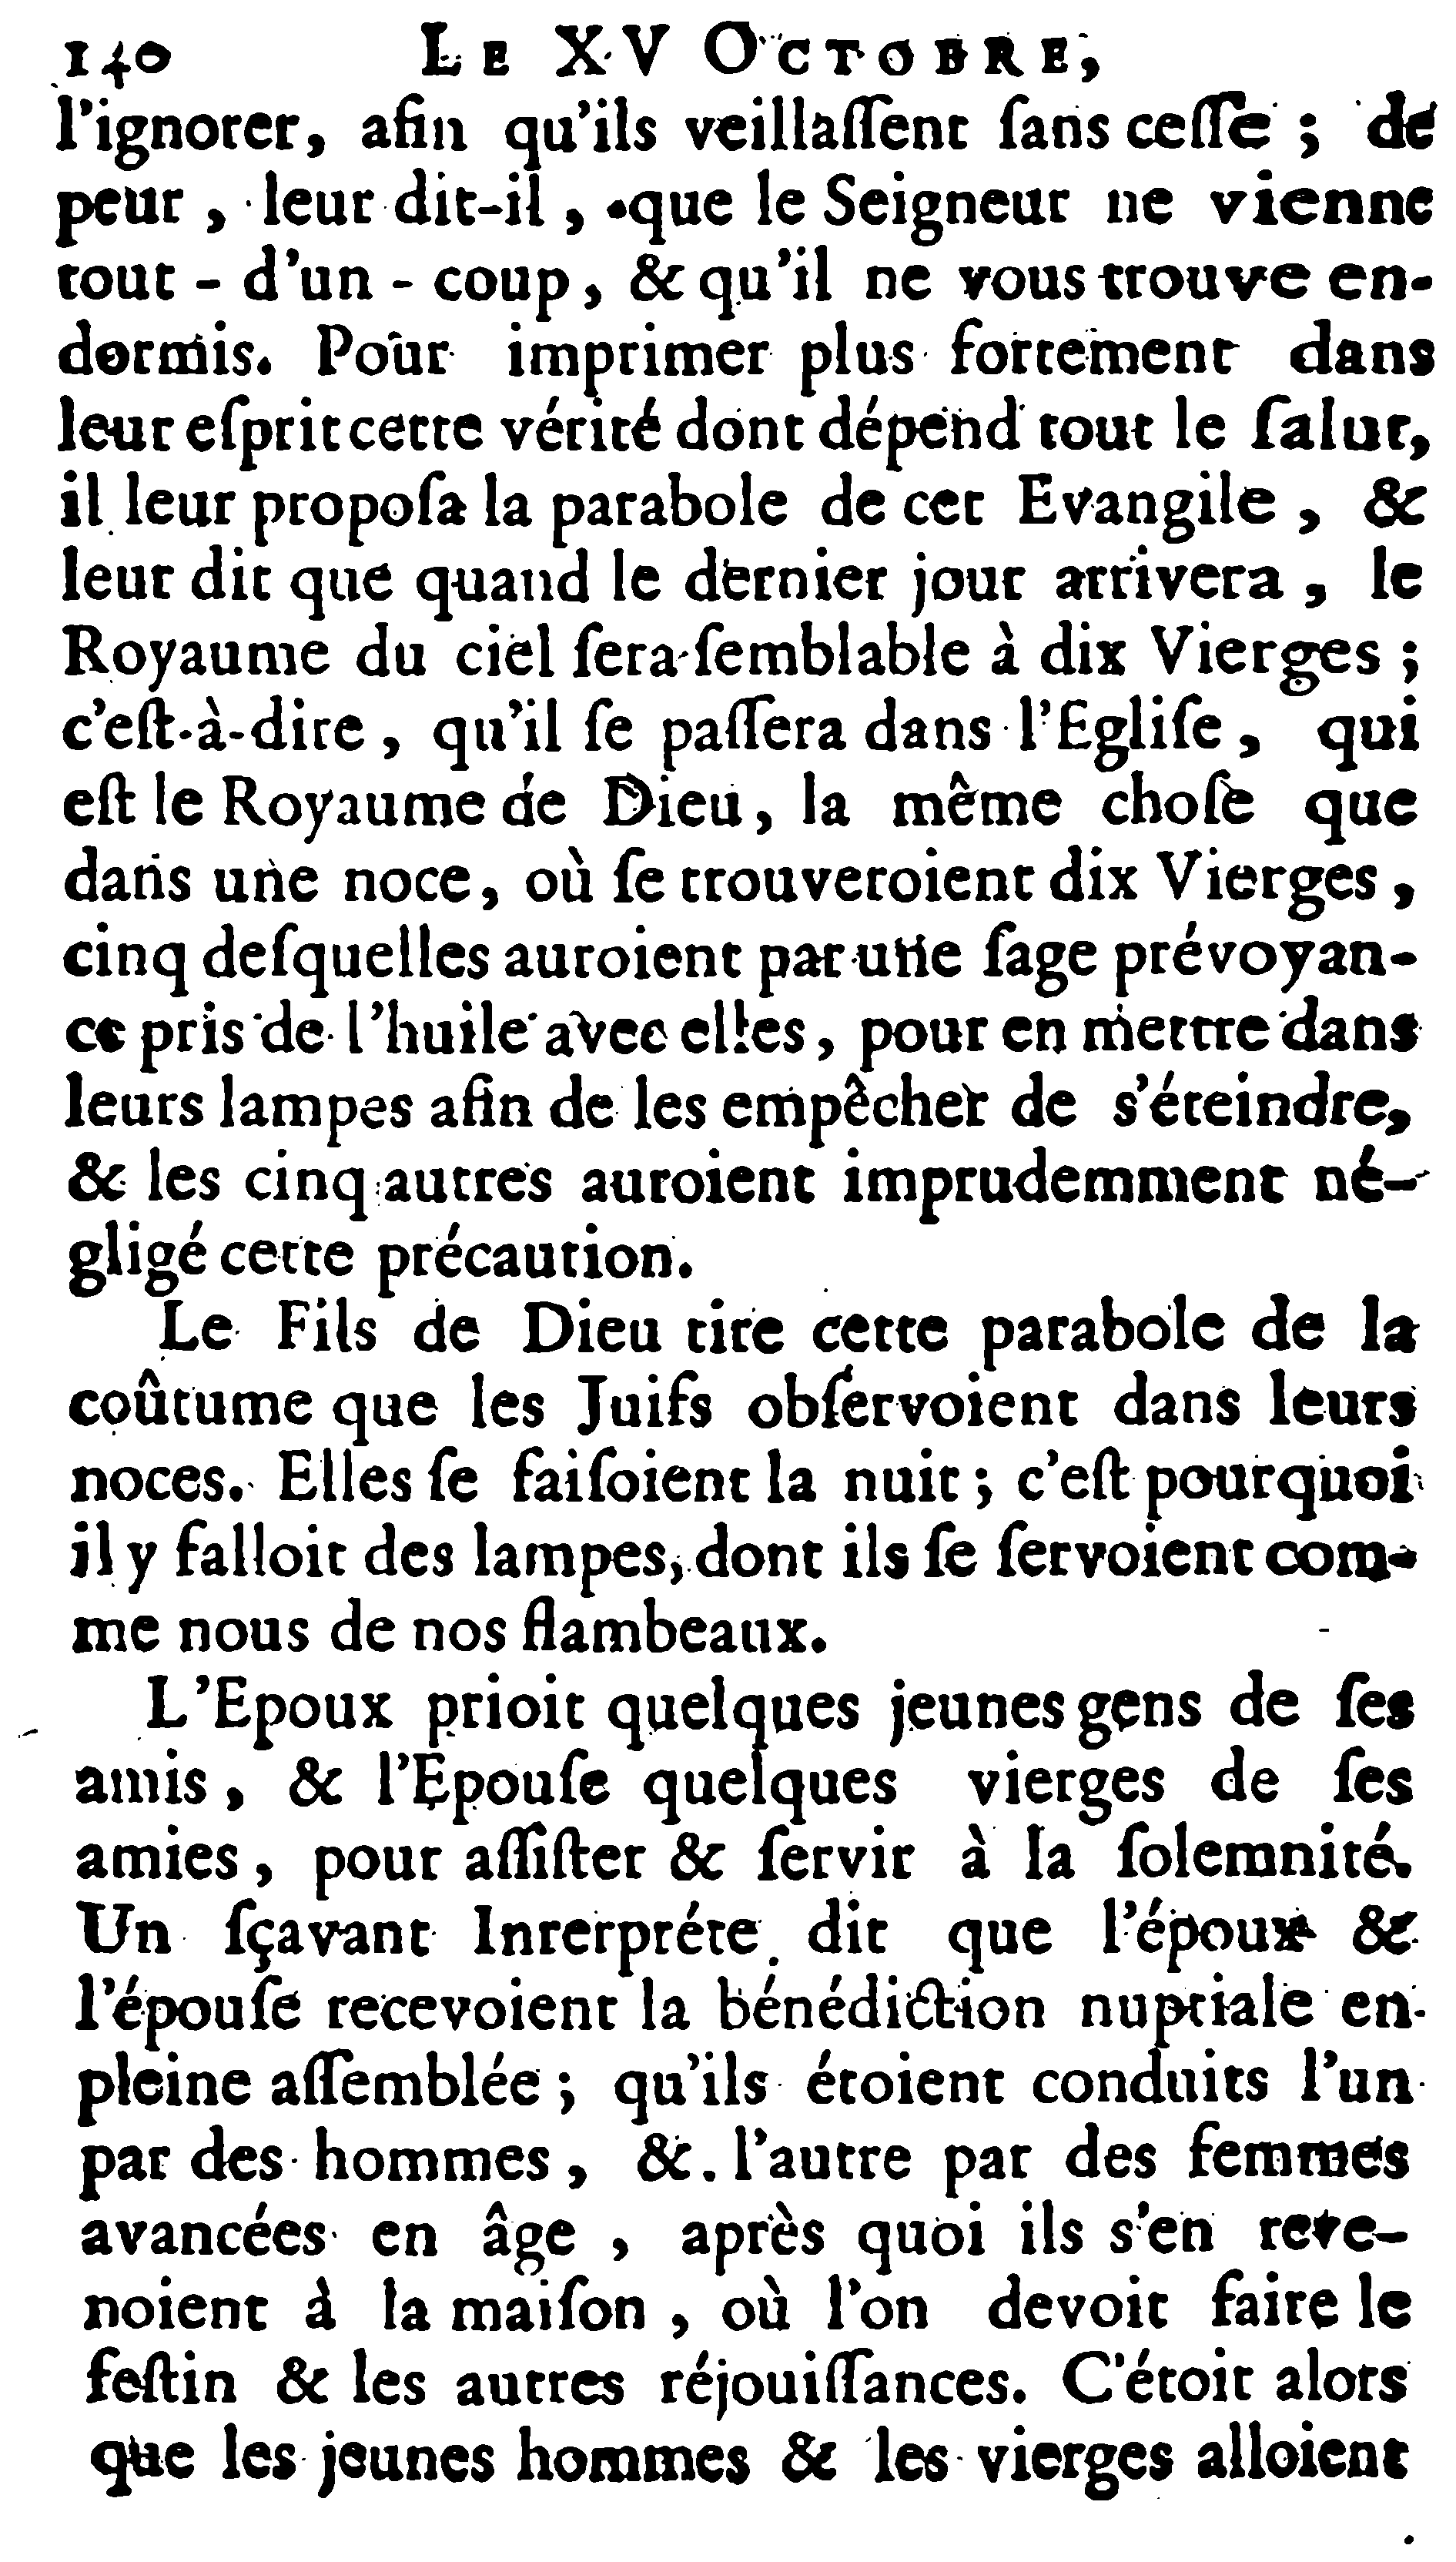 140 LE XV OCTOBRE,
l'ignorer, afin qu'ils veillaſſent ſans ceſſe ; de
peur , leur dit-il , que le Seigneur ne vienne
tout - d'un - coup , & qu'il ne vous trouve en-
dormis. Pour imprimer plus fortement dans
leur eſprit cette vérité dont dépend tout le ſalut,
il leur propoſa la parabole de cet Evangile , &
leur dit que quand le dernier jour arrivera , le
Royaume du ciel ſera ſemblable à dix Vierges ;
c'eſt-à-dire , qu'il ſe paſſera dans l'Egliſe , qui
eſt le Royaume de Dieu , la même choſe que
dans une noce, où ſe trouveroient dix Vierges ,
cinq deſquelles auroient par une ſage prévoyan-
ce pris de l'huile avec elles , pour en mettre dans
leurs lampes afin de les empêcher de s'éteindre,
& les cinq autres auroient imprudemment né-
gligé cette précaution.
Le Fils de Dieu tire cette parabole de la
coûtume que les Juifs obſervoient dans leurs
noces. Elles ſe faiſoient la nuit ; c'eſt pourquoi
il y falloit des lampes, dont ils ſe ſervoient com-
me nous de nos flambeaux.
L'Epoux prioit quelques jeunes gens de ſes
amis , & l'Epouſe quelques vierges de ſes
amies , pour aſſiſter & ſervir à la ſolemnité.
Un ſçavant Interpréte dit que l'époux &
l'épouſe recevoient la bénédiction nuptiale en
pleine aſſemblée ; qu'ils étoient conduits l'un
par des hommes , & l'autre par des femmes
avancées en âge , après quoi ils s'en reve-
noient à la maiſon , où l'on devoit faire le
feſtin & les autres réjouiſſances. C'étoit alors
que les jeunes hommes & les vierges alloient